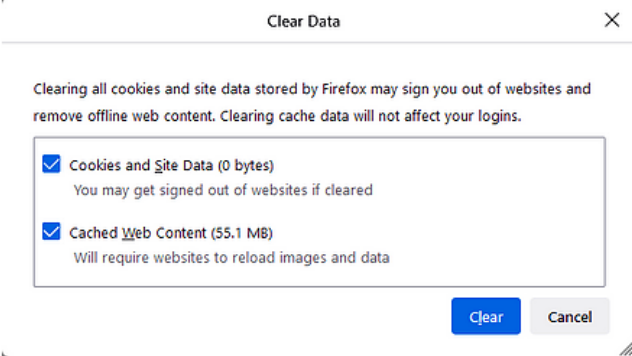 Clear Data
Clearing all cookies and site data stored by Firefox may sign you out of websites and
remove offline web content. Clearing cache data will not affect your logins.
Cookies and Site Data (0 bytes)
You may get signed out of websites if cleared
Cached Web Content (55.1 MB)
Will require websites to reload images and data
Clear
Cancel